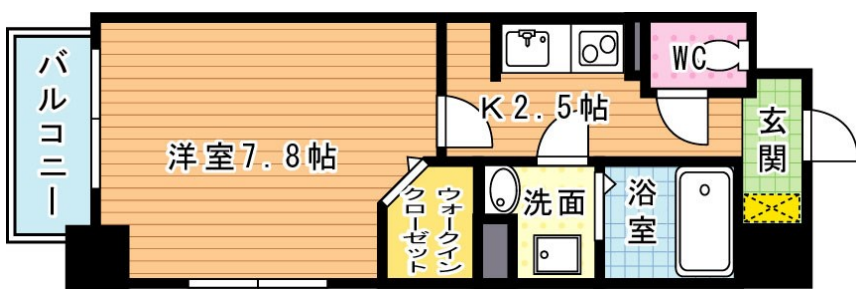 バルコニー
洋室7.8帖
ウォークイン
クローゼット
K2.5帖
WC
洗面
浴室
玄関